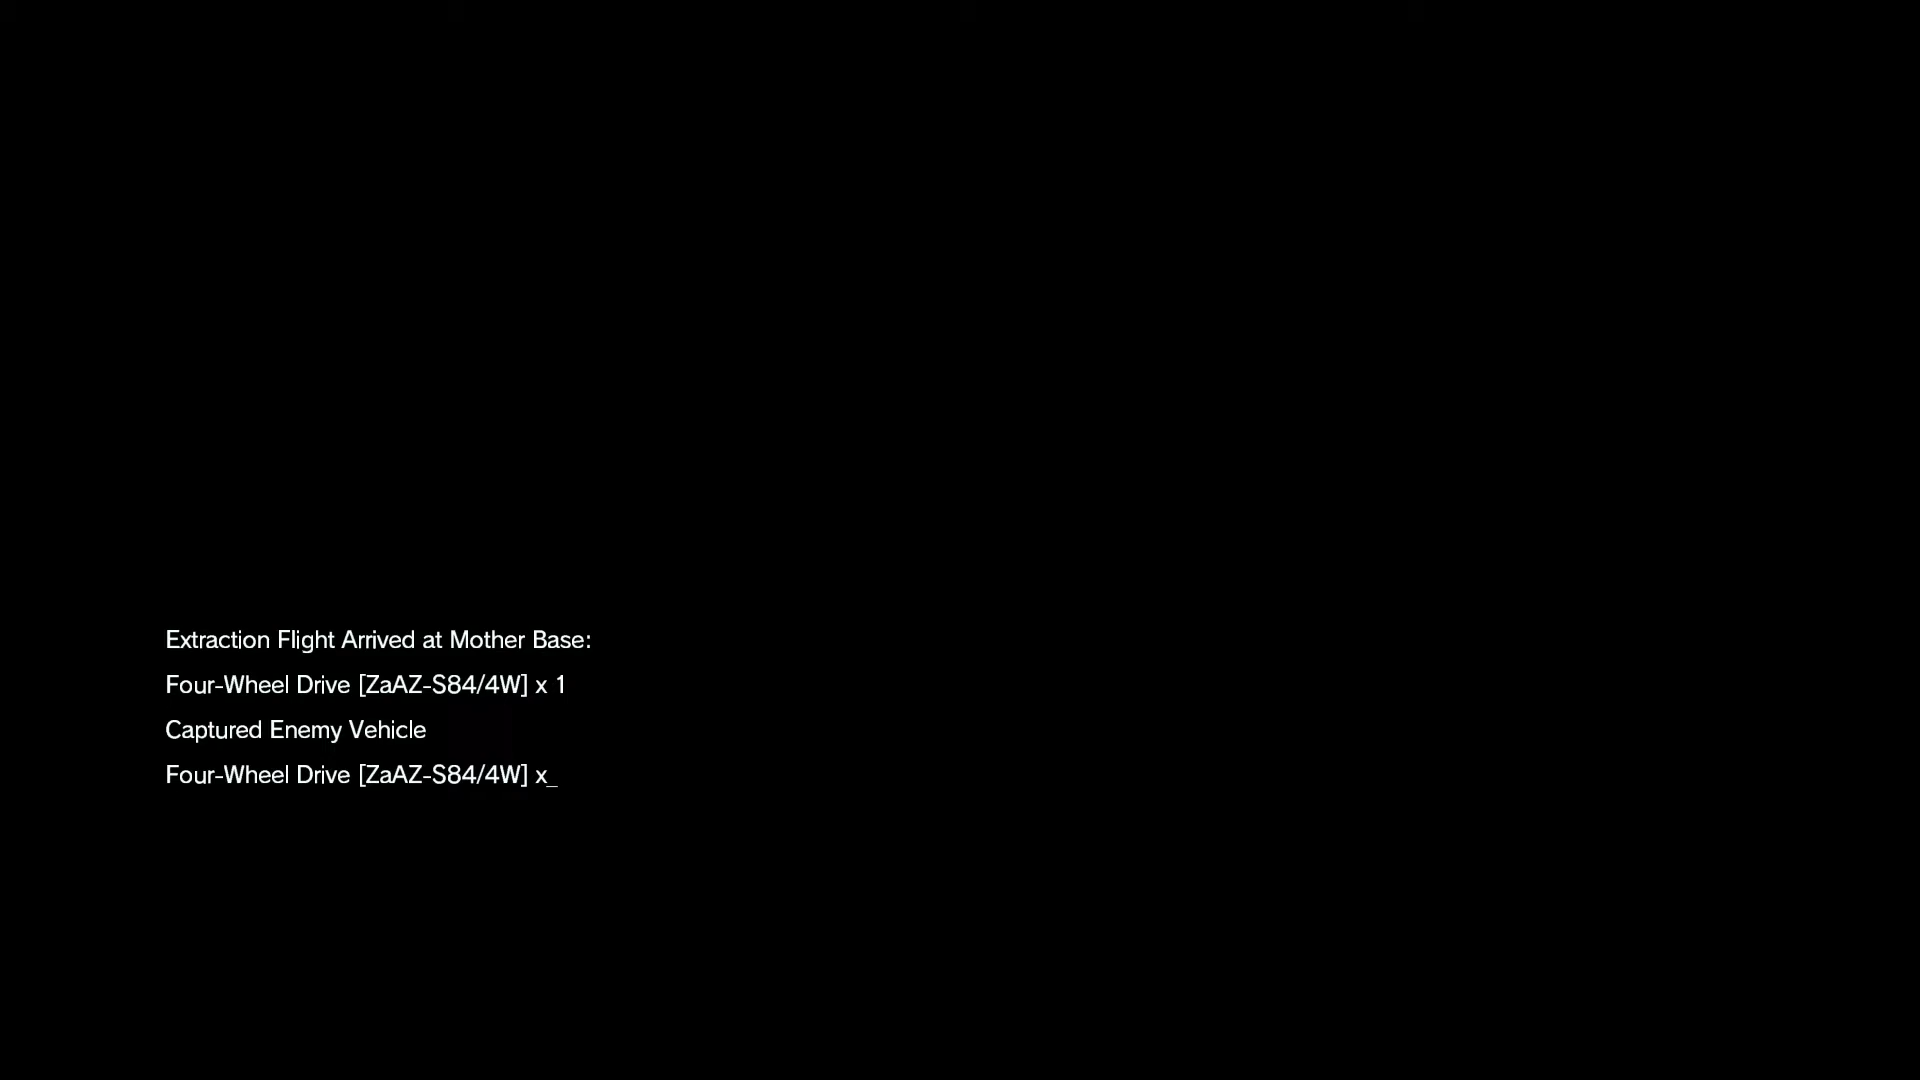 Extraction Flight Arrived at Mother Base:
Four-Wheel Drive [ZaAZ-S84/4W] x 1
Captured Enemy Vehicle
Four-Wheel Drive [ZaAZ-S84/4W] x_